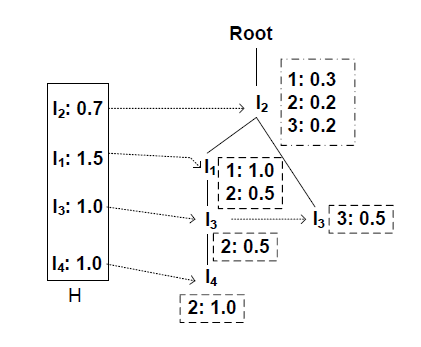 Root
I₂: 0.7
I₂
1: 0.3
2: 0.2
3: 0.2
I₁: 1.5
I₁
1: 1.0
2: 0.5
I₃: 1.0
I₃
I₃
3: 0.5
2: 0.5
I₄: 1.0
I₄
H
2: 1.0